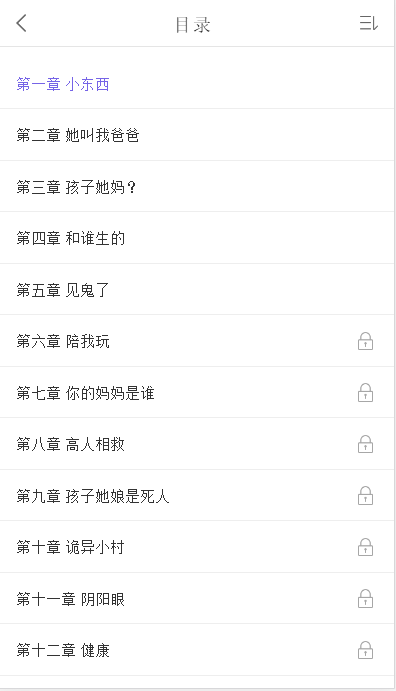 目录
第一章 小东西
第二章 她叫我爸爸
第三章 孩子她妈？
第四章 和谁生的
第五章 见鬼了
第六章 陪我玩
第七章 你的妈妈是谁
第八章 高人相救
第九章 孩子她娘是死人
第十章 诡异小村
第十一章 阴阳眼
第十二章 健康